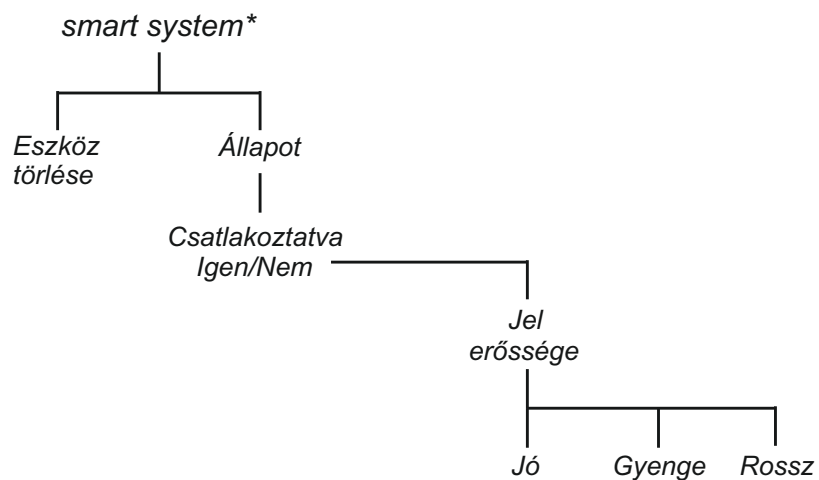 smart system*
Eszköz
törlése
Állapot
Csatlakoztatva
Igen/Nem
Jel
erőssége
Jó
Gyenge
Rossz